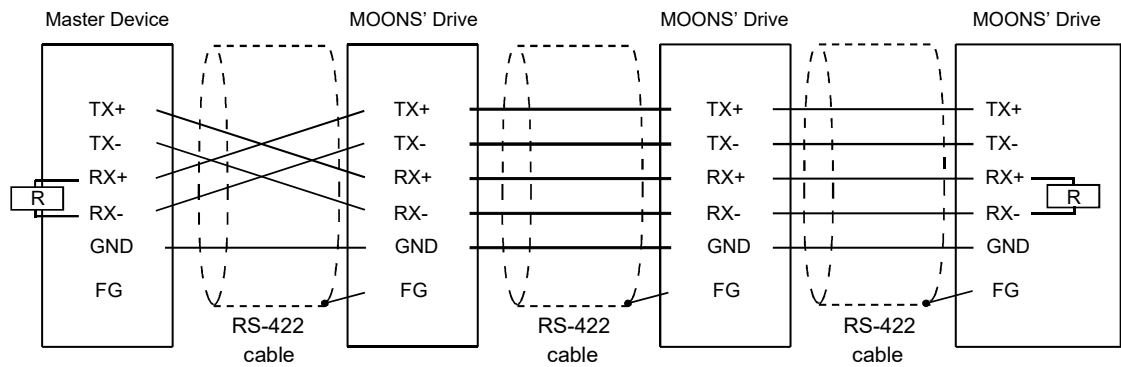 Master Device MOONS’ Drive MOONS’ Drive MOONS’ Drive
TX+ TX+ TX+ TX+
TX- TX- TX- TX-
RX+ RX+ RX+ RX+
R R
RX- RX- RX- RX-
GND GND GND GND
FG FG FG FG
RS-422 RS-422 RS-422
cable cable cable